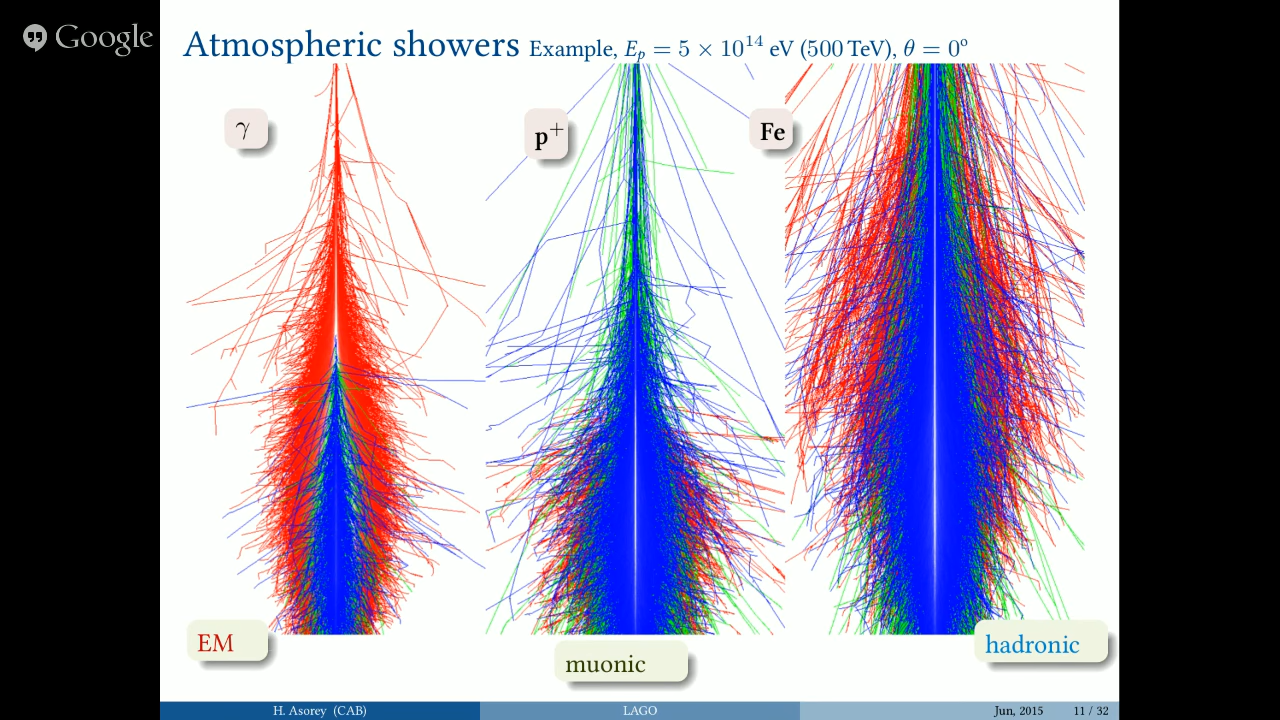 Google
Atmospheric showers Example, E_p = 5 × 10^14 eV (500 TeV), θ = 0°
γ
p⁺
Fe
EM
muonic
hadronic
H. Asorey (CAB)
LAGO
Jun, 2015
11 / 32